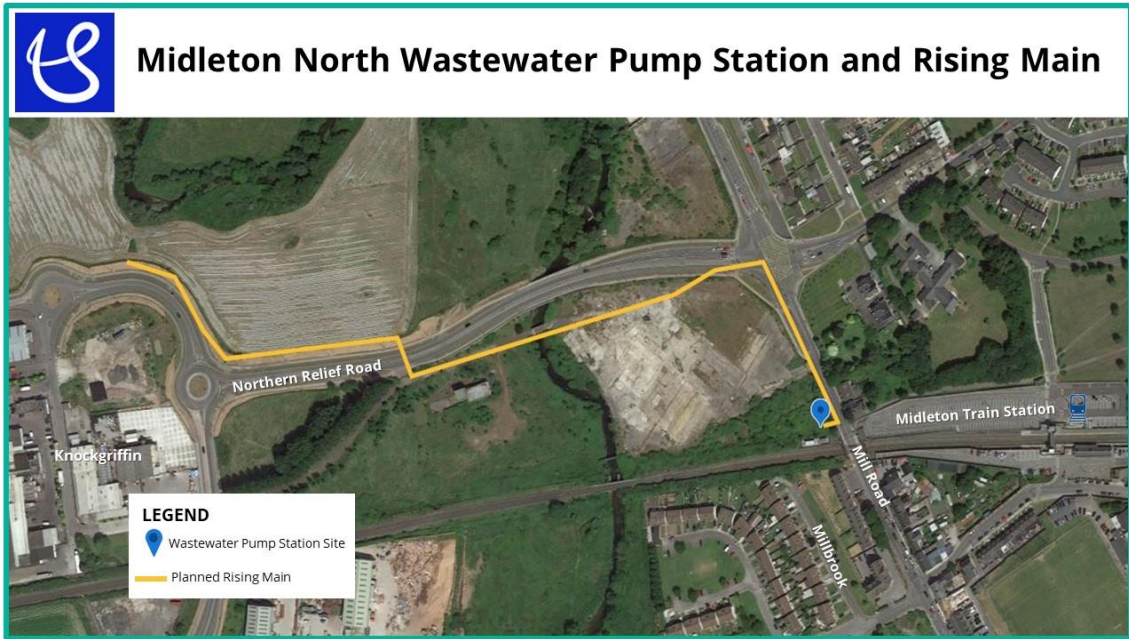 Midleton North Wastewater Pump Station and Rising Main
Northern Relief Road
Midleton Train Station
Knockgriffin
Mill Road
Millbrook
LEGEND
Wastewater Pump Station Site
Planned Rising Main